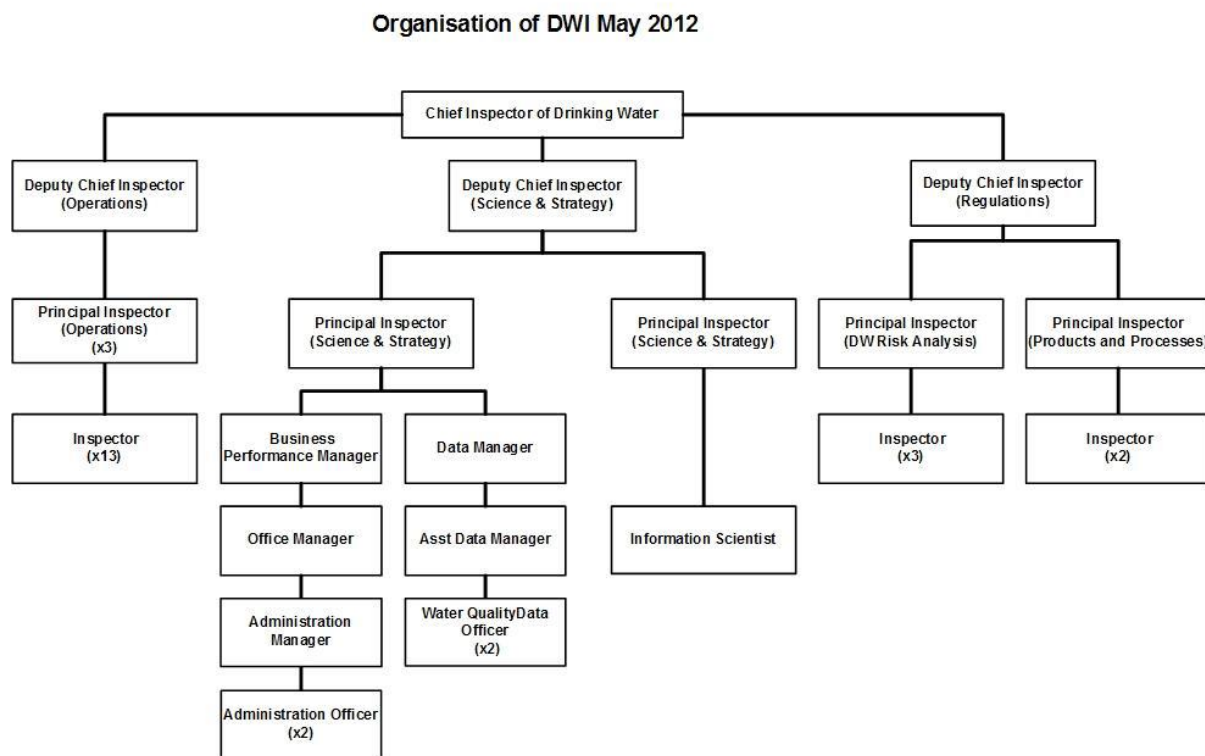 Organisation of DWI May 2012
Chief Inspector of Drinking Water
Deputy Chief Inspector
(Operations)
Deputy Chief Inspector
(Science & Strategy)
Deputy Chief Inspector
(Regulations)
Principal Inspector
(Operations)
(x3)
Principal Inspector
(Science & Strategy)
Principal Inspector
(Science & Strategy)
Principal Inspector
(DW Risk Analysis)
Principal Inspector
(Products and Processes)
Inspector
(x13)
Business
Performance Manager
Data Manager
Inspector
(x3)
Inspector
(x2)
Office Manager
Asst Data Manager
Information Scientist
Administration
Manager
Water QualityData
Officer
(x2)
Administration Officer
(x2)